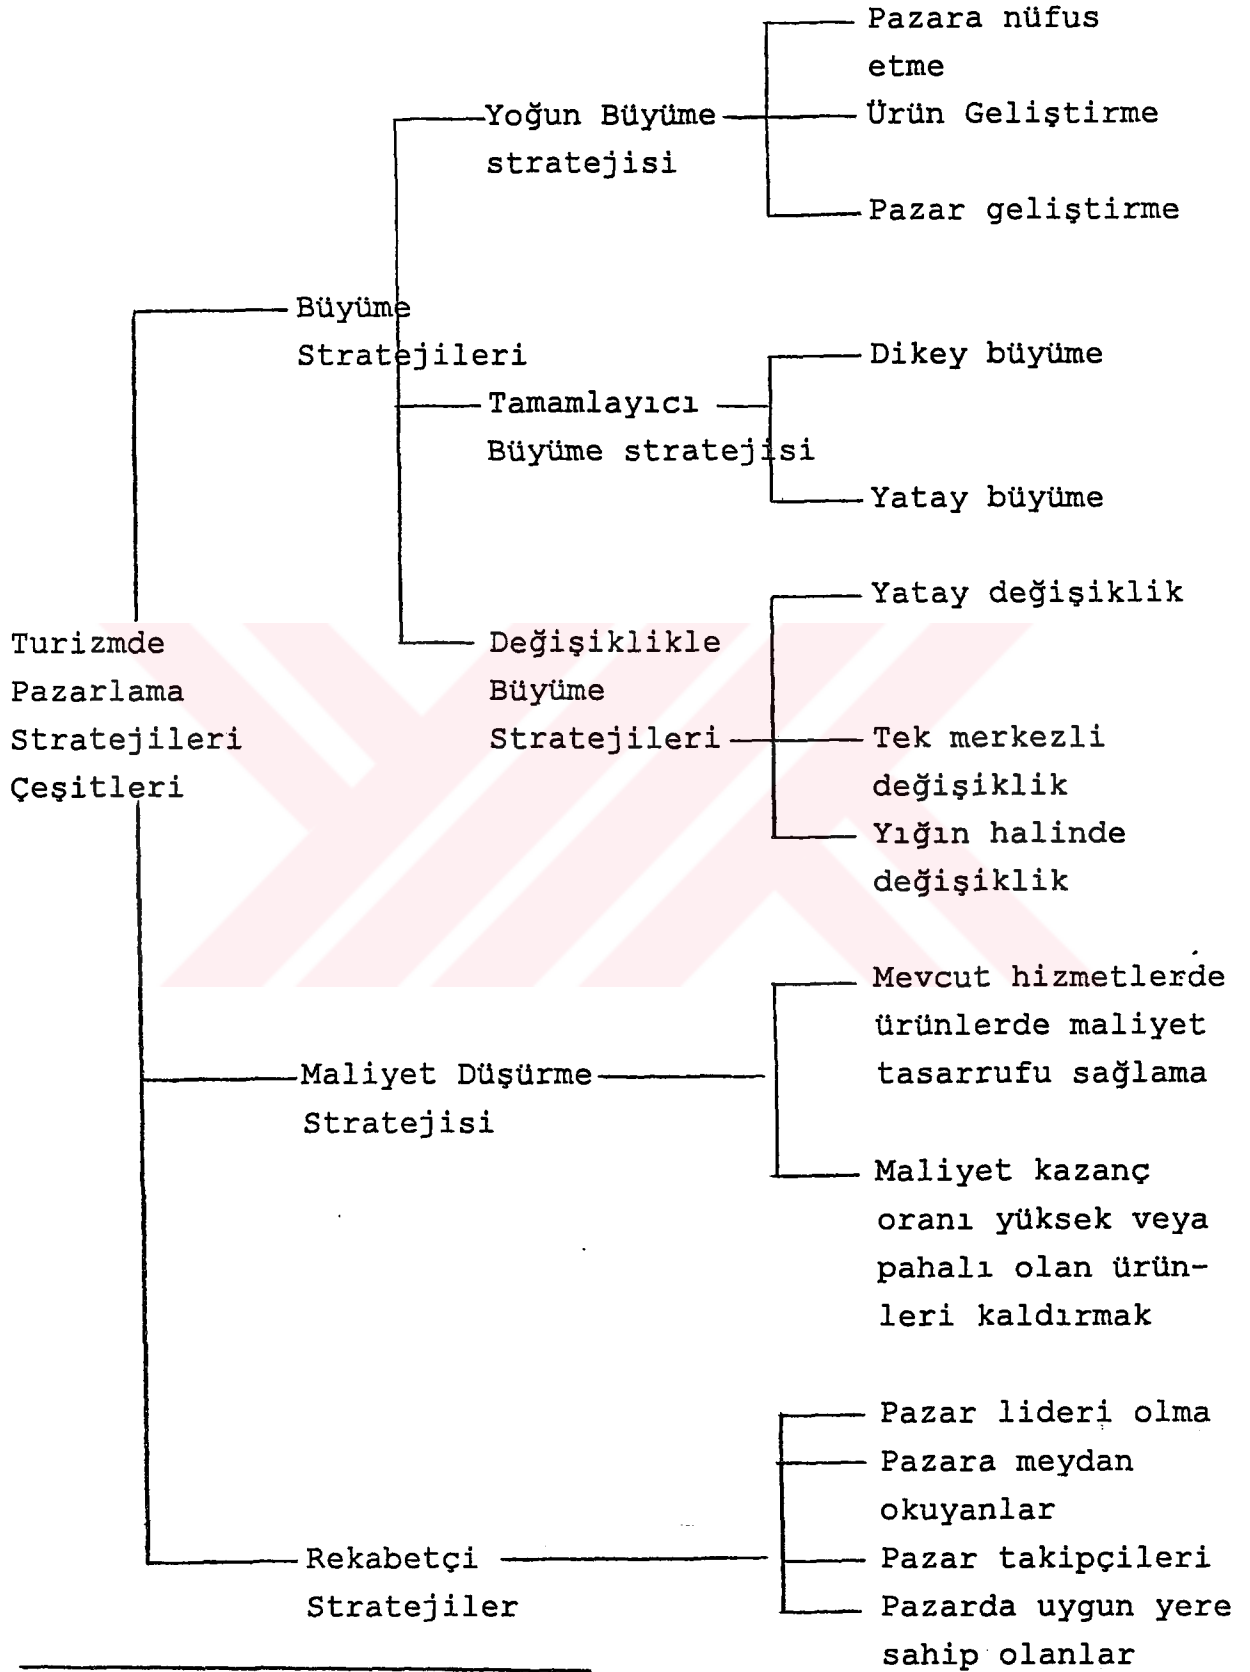 Pazara nüfus
etme
Yoğun Büyüme
stratejisi
Ürün Geliştirme
Pazar geliştirme
Büyüme
Stratejileri
Dikey büyüme
Tamamlayıcı
Büyüme stratejisi
Yatay büyüme
Yatay değişiklik
Turizmde
Pazarlama
Stratejileri
Çeşitleri
Değişiklikle
Büyüme
Stratejileri
Tek merkezli
değişiklik
Yığın halinde
değişiklik
Mevcut hizmetlerde
ürünlerde maliyet
tasarrufu sağlama
Maliyet Düşürme
Stratejisi
Maliyet kazanç
oranı yüksek veya
pahalı olan ürün-
leri kaldırmak
Pazar lideri olma
Pazara meydan
okuyanlar
Rekabetçi
Stratejiler
Pazar takipçileri
Pazarda uygun yere
sahip olanlar